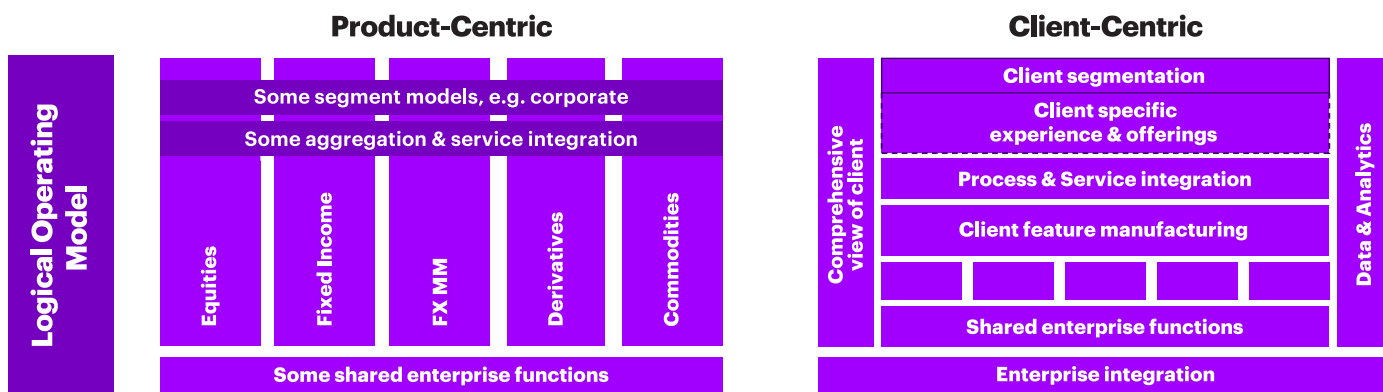 Product-Centric
Client-Centric
Logical Operating
Model
Some segment models, e.g. corporate
Some aggregation & service integration
Equities
Fixed Income
FX MM
Derivatives
Commodities
Some shared enterprise functions
Comprehensive
view of client
Client segmentation
Client specific
experience & offerings
Process & Service integration
Client feature manufacturing
Shared enterprise functions
Data & Analytics
Enterprise integration